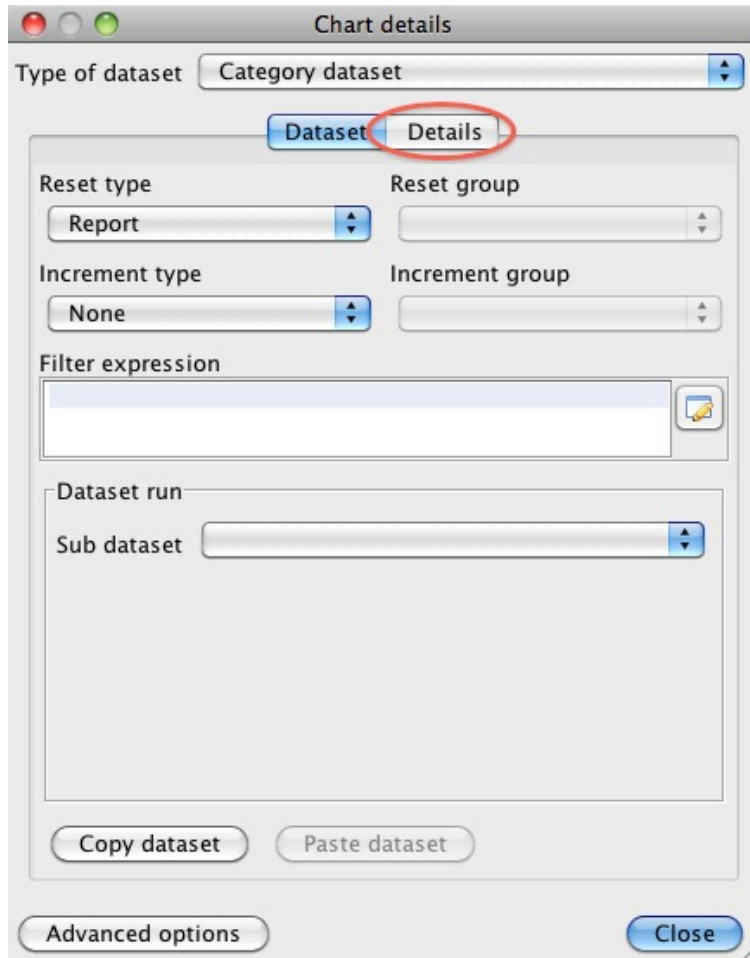 Chart details
Type of dataset Category dataset
Dataset Details
Reset type Reset group
Report
Increment type Increment group
None
Filter expression
Dataset run
Sub dataset
Copy dataset Paste dataset
Advanced options Close